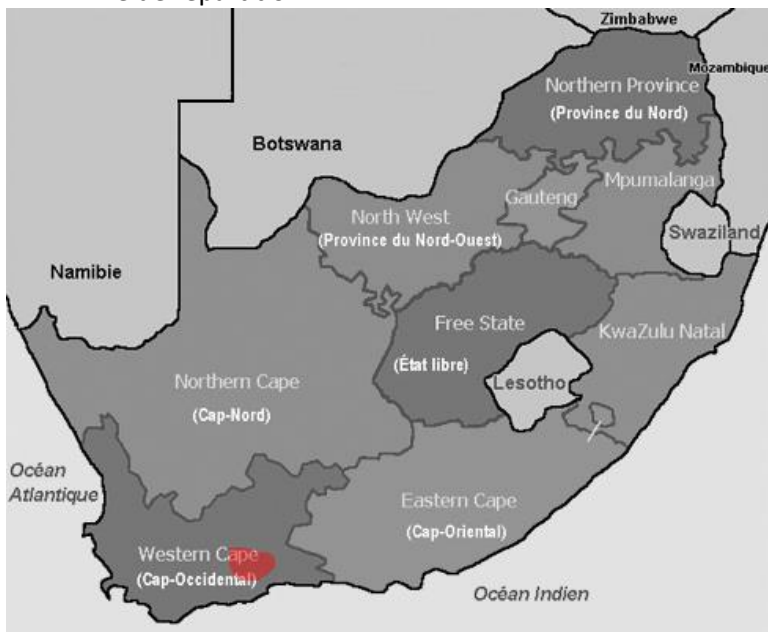 Zimbabwe
Mozambique
Northern Province
(Province du Nord)
Botswana
Mpumalanga
Gauteng
North West
(Province du Nord-Ouest)
Swaziland
Namibie
Free State
(État libre)
KwaZulu Natal
Lesotho
Northern Cape
(Cap-Nord)
Océan
Atlantique
Eastern Cape
(Cap-Oriental)
Western Cape
(Cap-Occidental)
Océan Indien